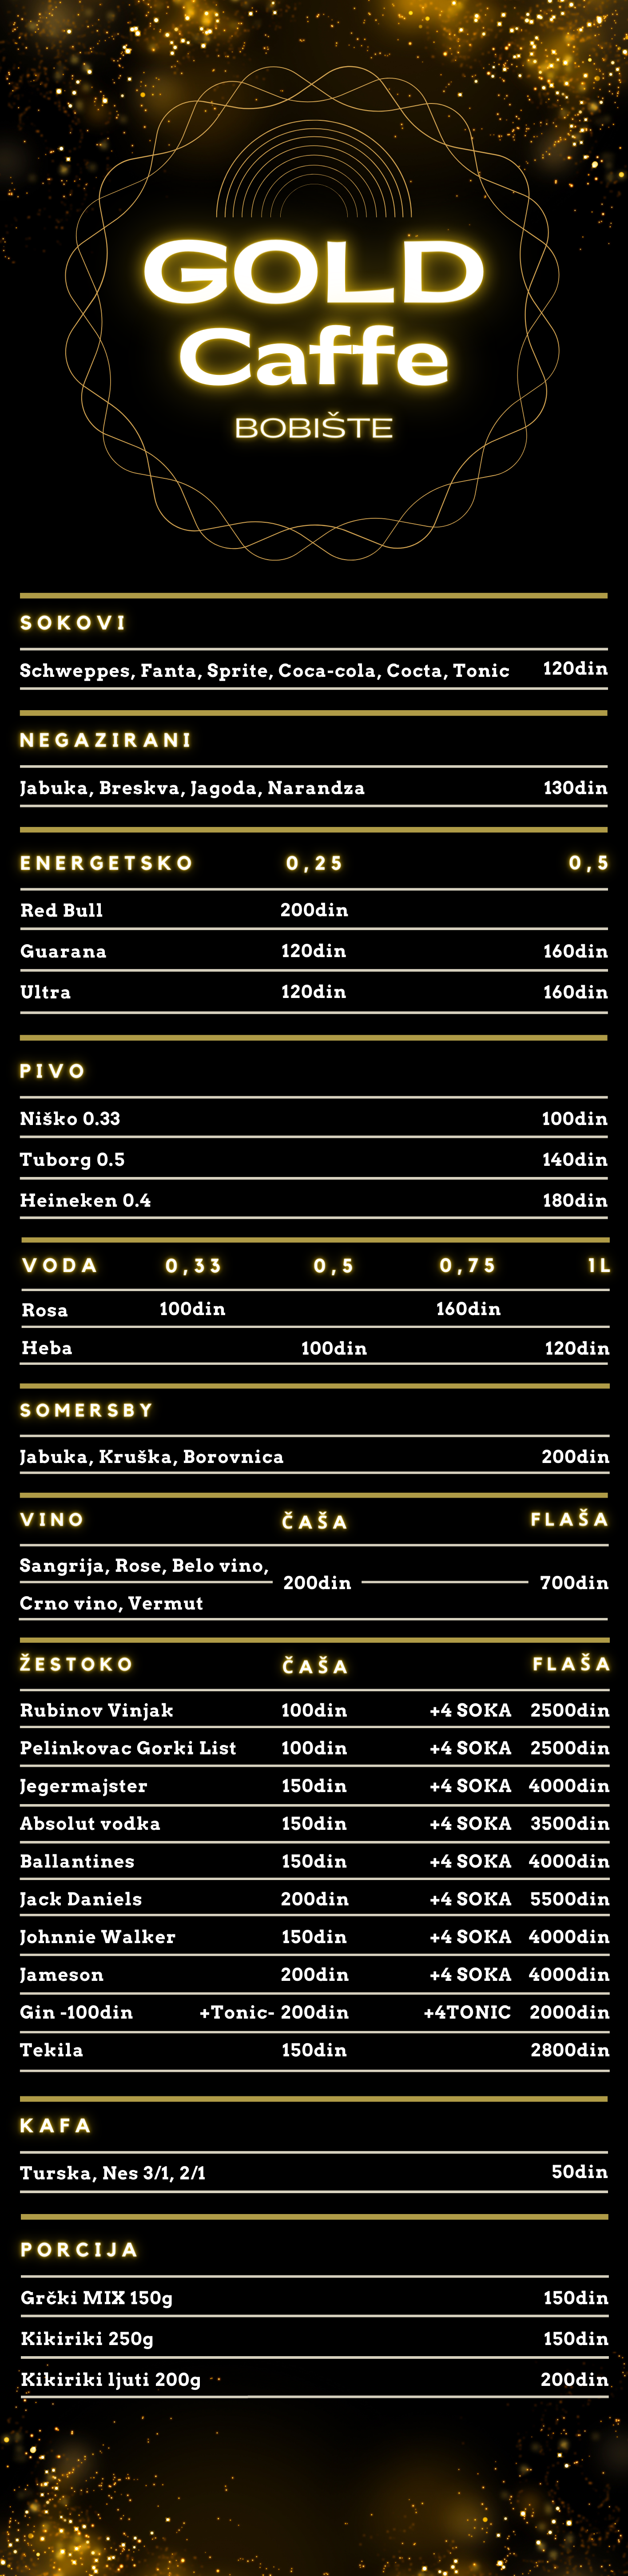 GOLD
Caffe
BOBIŠTE
SOKOVI
Schweppes, Fanta, Sprite, Coca-cola, Cocta, Tonic 120din
NEGAZIRANI
Jabuka, Breskva, Jagoda, Narandza 130din
ENERGETSKO 0,25 0,5
Red Bull 200din
Guarana 120din 160din
Ultra 120din 160din
PIVO
Niško 0.33 100din
Tuborg 0.5 140din
Heineken 0.4 180din
VODA 0,33 0,5 0,75 1L
Rosa 100din 160din
Heba 100din 120din
SOMERSBY
Jabuka, Kruška, Borovnica 200din
VINO ČAŠA FLAŠA
Sangrija, Rose, Belo vino,
200din 700din
Crno vino, Vermut
ŽESTOKO ČAŠA FLAŠA
Rubinov Vinjak 100din +4 SOKA 2500din
Pelinkovac Gorki List 100din +4 SOKA 2500din
Jegermajster 150din +4 SOKA 4000din
Absolut vodka 150din +4 SOKA 3500din
Ballantines 150din +4 SOKA 4000din
Jack Daniels 200din +4 SOKA 5500din
Johnnie Walker 150din +4 SOKA 4000din
Jameson 200din +4 SOKA 4000din
Gin -100din +Tonic- 200din +4TONIC 2000din
Tekila 150din 2800din
KAFA
Turska, Nes 3/1, 2/1 50din
PORCIJA
Grčki MIX 150g 150din
Kikiriki 250g 150din
Kikiriki ljuti 200g 200din